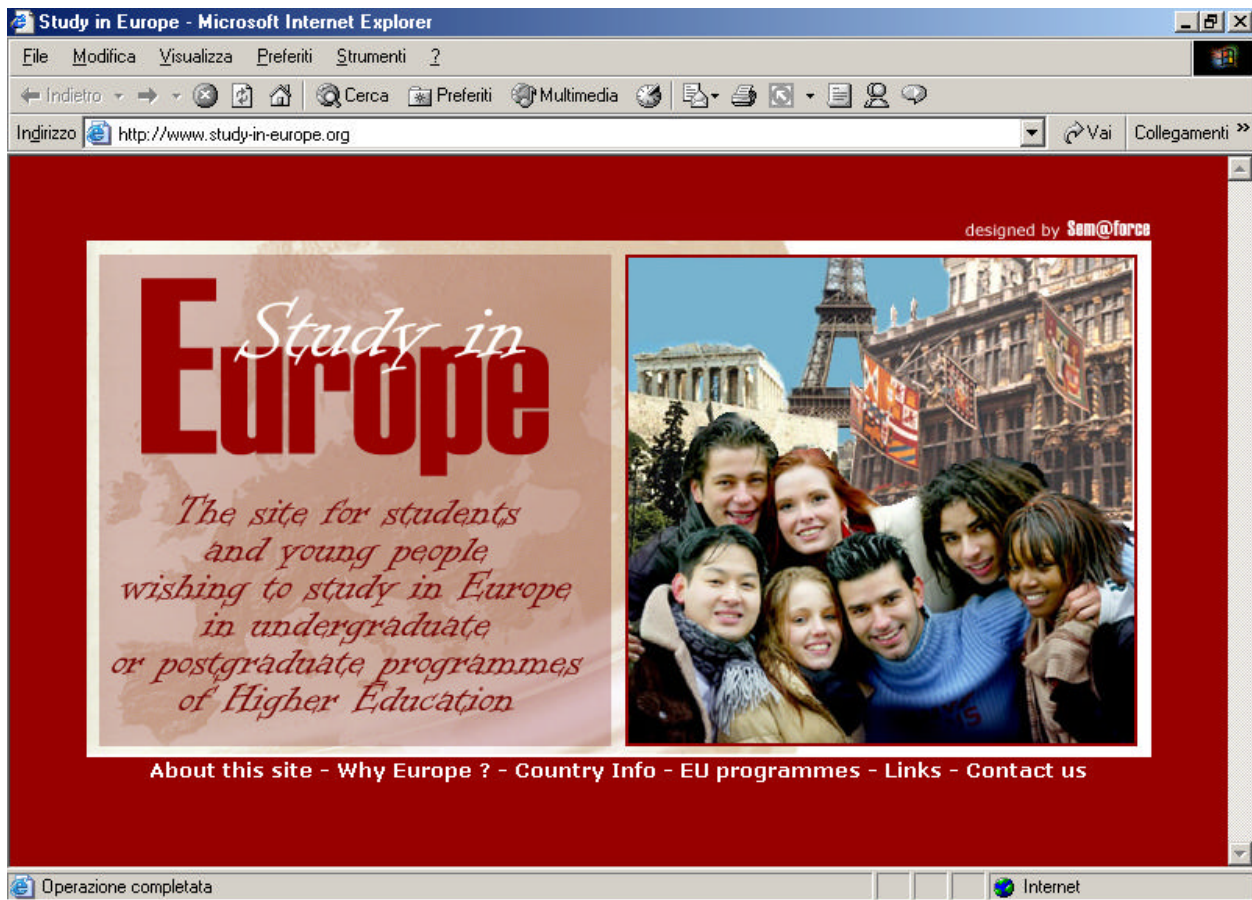 Study in Europe - Microsoft Internet Explorer
File Modifica Visualizza Preferiti Strumenti ?
Indietro Cerca Preferiti Multimedia
Indirizzo http://www.study-in-europe.org Vai Collegamenti »
designed by Sem@force
Study in
Europe
The site for students
and young people
wishing to study in Europe
in undergraduate
or postgraduate programmes
of Higher Education
About this site - Why Europe ? - Country Info - EU programmes - Links - Contact us
Operazione completata Internet